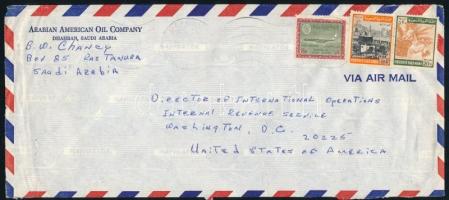 ARABIAN AMERICAN OIL COMPANY
DHAHRAN, SAUDI ARABIA
B.W. Chaney
Box 85 Ras Tanura
Saudi Arabia
VIA AIR MAIL
Director of International Operations
Internal Revenue Service
Washington, D.C.
20225
United States of America